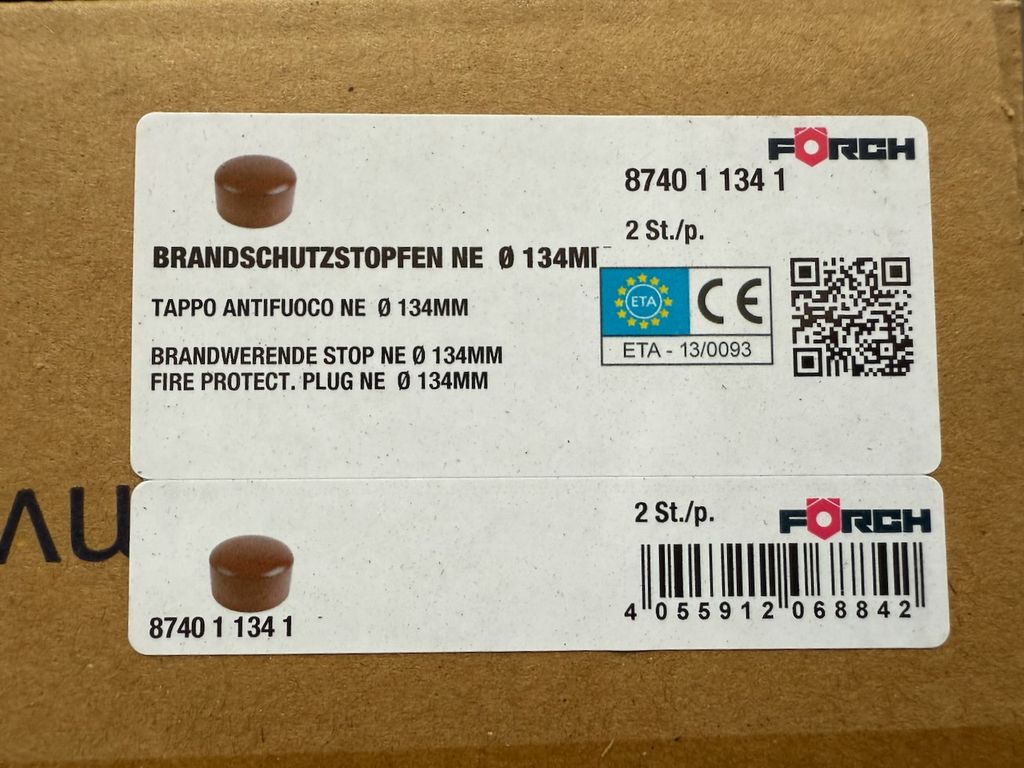 FÖRCH
8740 1 134 1
2 St./p.
BRANDSCHUTZSTOPFEN NE Ø 134M
TAPPO ANTIFUOCO NE Ø 134MM
BRANDWERENDE STOP NE Ø 134MM
FIRE PROTECT. PLUG NE Ø 134MM
ETA
CE
ETA - 13/0093
2 St./p.
FÖRCH
8740 1 134 1
4 055912 068842